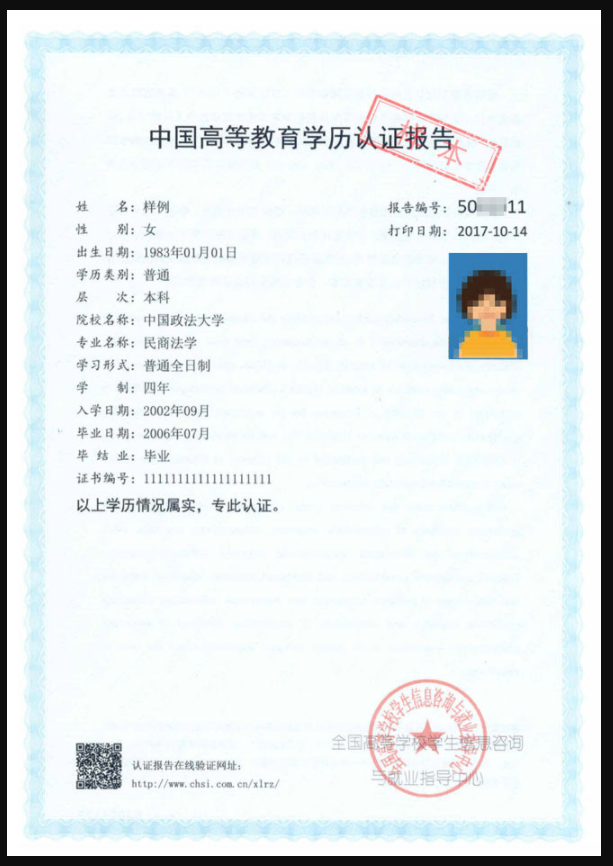 中国高等教育学历认证报告
样本
姓 名：样例
报告编号：50 11
性 别：女
打印日期：2017-10-14
出生日期：1983年01月01日
学历类别：普通
层 次：本科
院校名称：中国政法大学
专业名称：民商法学
学习形式：普通全日制
学 制：四年
入学日期：2002年09月
毕业日期：2006年07月
毕 结 业：毕业
证书编号：111111111111111111
以上学历情况属实，专此认证。
全国高等学校学生信息咨询
与就业指导中心
认证报告在线验证网址：
http://www.chsi.com.cn/xlrz/